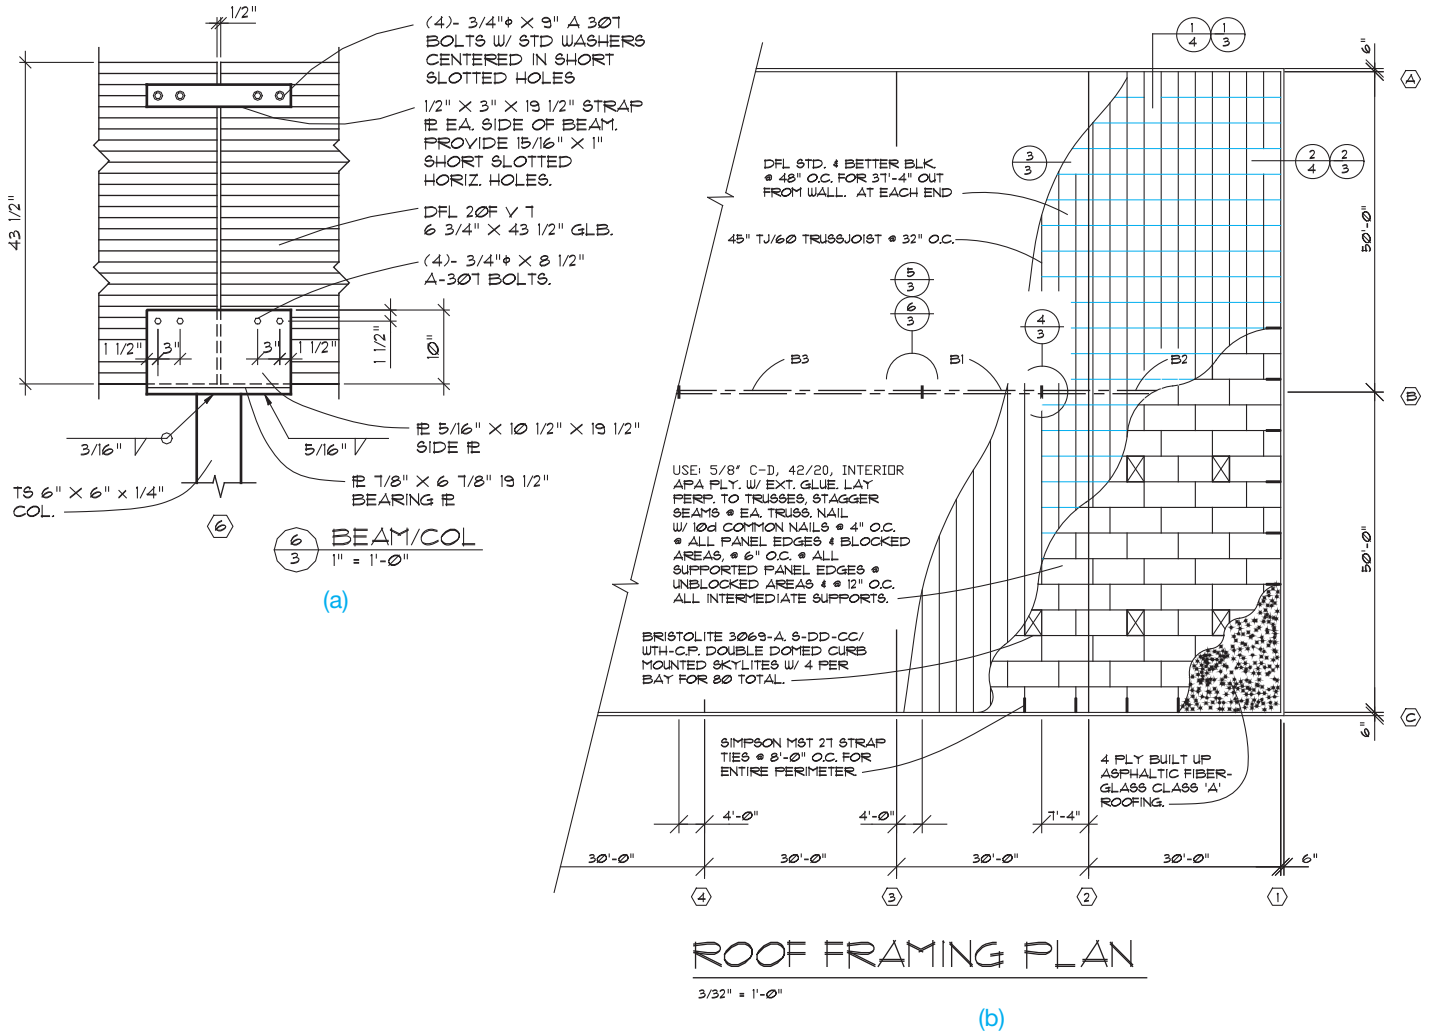 1/2"
(4)- 3/4"ϕ X 9" A 307
BOLTS W/ STD WASHERS
CENTERED IN SHORT
SLOTTED HOLES
1/2" X 3" X 19 1/2" STRAP
PL EA. SIDE OF BEAM.
PROVIDE 15/16" X 1"
SHORT SLOTTED
HORIZ. HOLES.
DFL 20F V 7
6 3/4" X 43 1/2" GLB.
(4)- 3/4"ϕ X 8 1/2"
A-307 BOLTS.
43 1/2"
1 1/2"
3"
3"
1 1/2"
1 1/2"
10"
PL 5/16" X 10 1/2" X 19 1/2"
SIDE PL
3/16"
5/16"
PL 7/8" X 6 7/8" 19 1/2"
BEARING PL
TS 6" X 6" x 1/4"
COL.
6
6
3
BEAM/COL
1" = 1'-0"
(a)
1
4
1
3
6"
A
3
3
2
4
2
3
DFL STD. & BETTER BLK.
@ 48" O.C. FOR 37'-4" OUT
FROM WALL. AT EACH END
45" TJ/60 TRUSSJOIST @ 32" O.C.
50'-0"
5
3
6
3
4
3
B3
B1
B2
B
USE: 5/8" C-D, 42/20, INTERIOR
APA PLY. W/ EXT. GLUE. LAY
PERP. TO TRUSSES, STAGGER
SEAMS @ EA. TRUSS. NAIL
W/ 10d COMMON NAILS @ 4" O.C.
@ ALL PANEL EDGES & BLOCKED
AREAS, @ 6" O.C. @ ALL
SUPPORTED PANEL EDGES @
UNBLOCKED AREAS & @ 12" O.C.
ALL INTERMEDIATE SUPPORTS.
50'-0"
BRISTOLITE 3069-A. S-DD-CC/
WTH-C.P. DOUBLE DOMED CURB
MOUNTED SKYLITES W/ 4 PER
BAY FOR 80 TOTAL.
C
6"
SIMPSON MST 27 STRAP
TIES @ 8'-0" O.C. FOR
ENTIRE PERIMETER.
4 PLY BUILT UP
ASPHALTIC FIBER-
GLASS CLASS 'A'
ROOFING.
4'-0"
4'-0"
7'-4"
30'-0"
30'-0"
30'-0"
30'-0"
6"
4
3
2
1
ROOF FRAMING PLAN
3/32" = 1'-0"
(b)